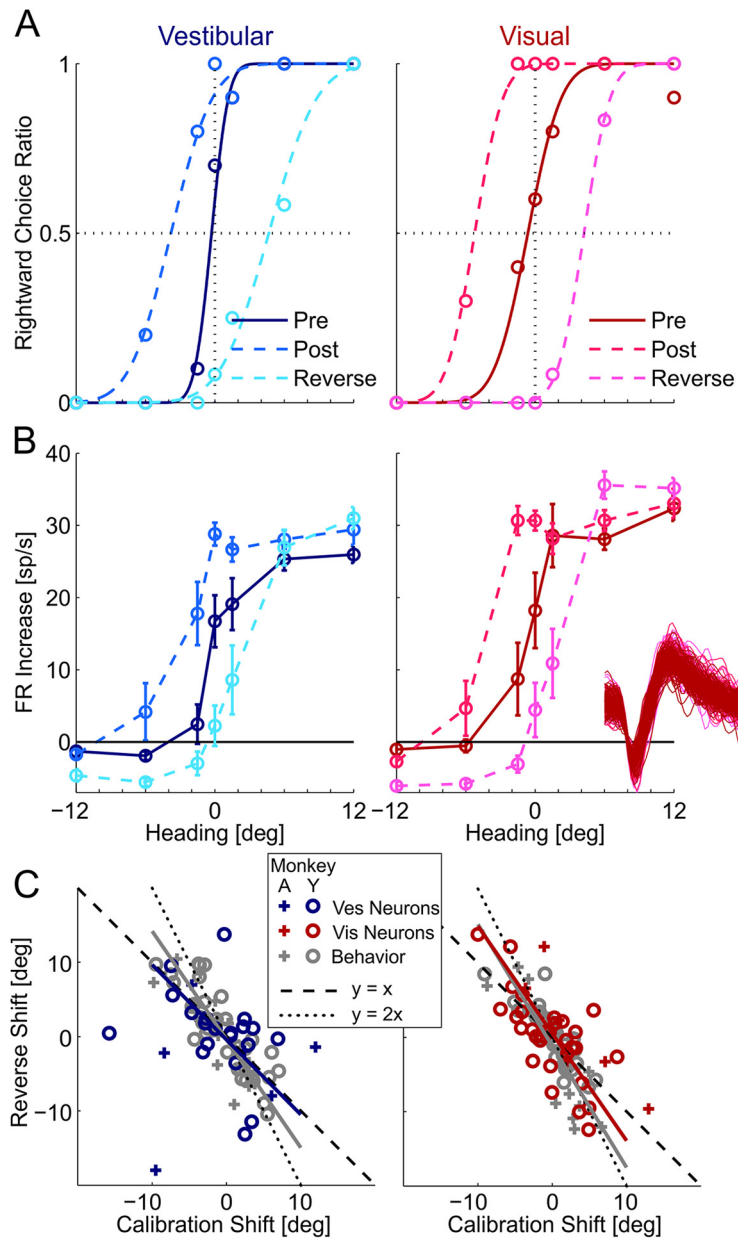 A
Vestibular
Visual
Rightward Choice Ratio
1
0.5
0
Pre
Post
Reverse
Pre
Post
Reverse
B
FR Increase [sp/s]
40
30
20
10
0
−12
0
12
Heading [deg]
−12
0
12
Heading [deg]
C
Monkey
A Y
Ves Neurons
Vis Neurons
Behavior
y = x
y = 2x
Reverse Shift [deg]
10
0
−10
−10
0
10
Calibration Shift [deg]
−10
0
10
Calibration Shift [deg]